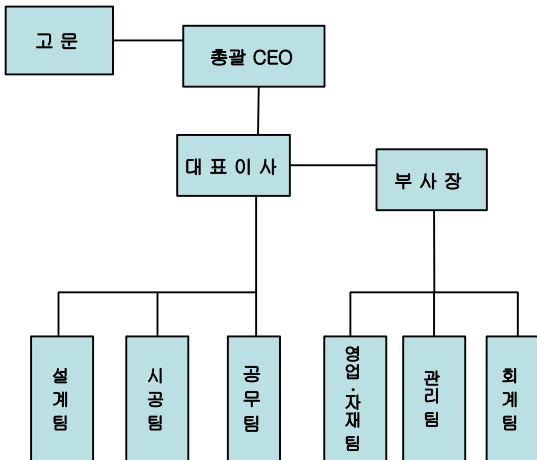 고 문
총괄 CEO
대 표 이 사
부 사 장
설계팀
시공팀
공무팀
영업·자재팀
관리팀
회계팀